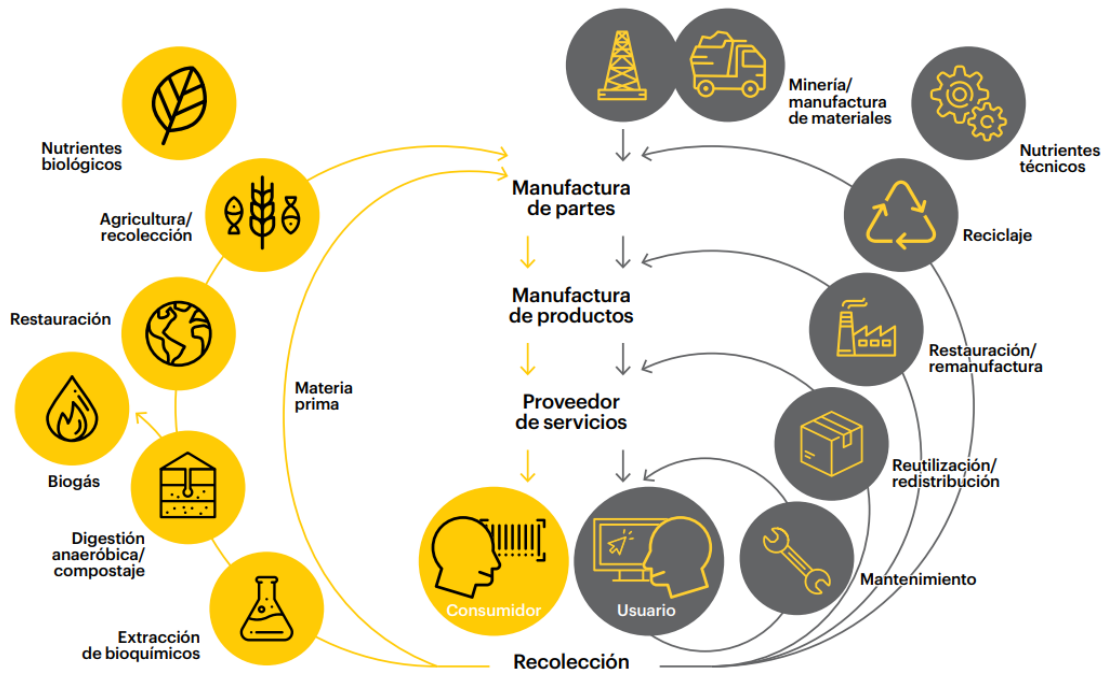 Nutrientes
biológicos
Agricultura/
recolección
Restauración
Biogás
Digestión
anaeróbica/
compostaje
Extracción
de bioquímicos
Materia
prima
Manufactura
de partes
Manufactura
de productos
Proveedor
de servicios
Consumidor
Usuario
Recolección
Minería/
manufactura
de materiales
Nutrientes
técnicos
Reciclaje
Restauración/
remanufactura
Reutilización/
redistribución
Mantenimiento